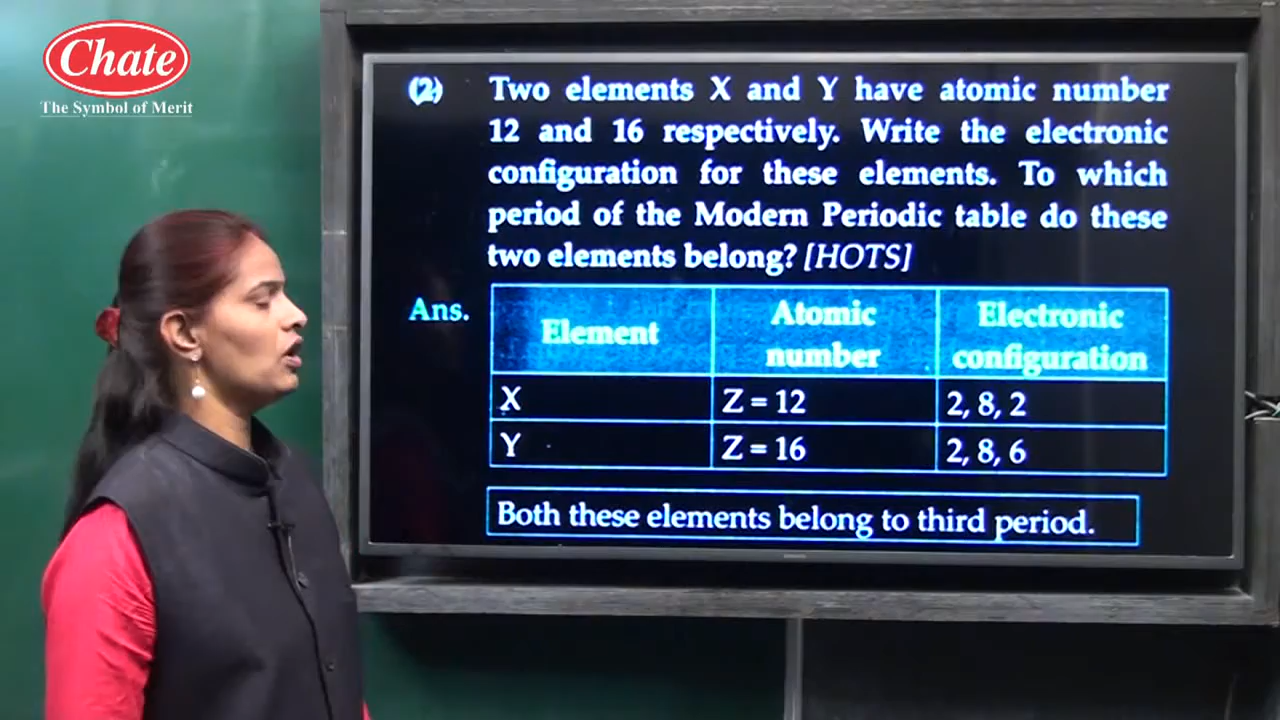 Chate
The Symbol of Merit
(2) Two elements X and Y have atomic number
12 and 16 respectively. Write the electronic
configuration for these elements. To which
period of the Modern Periodic table do these
two elements belong? [HOTS]
Ans.
Element Atomic number Electronic configuration
X Z = 12 2, 8, 2
Y Z = 16 2, 8, 6
Both these elements belong to third period.